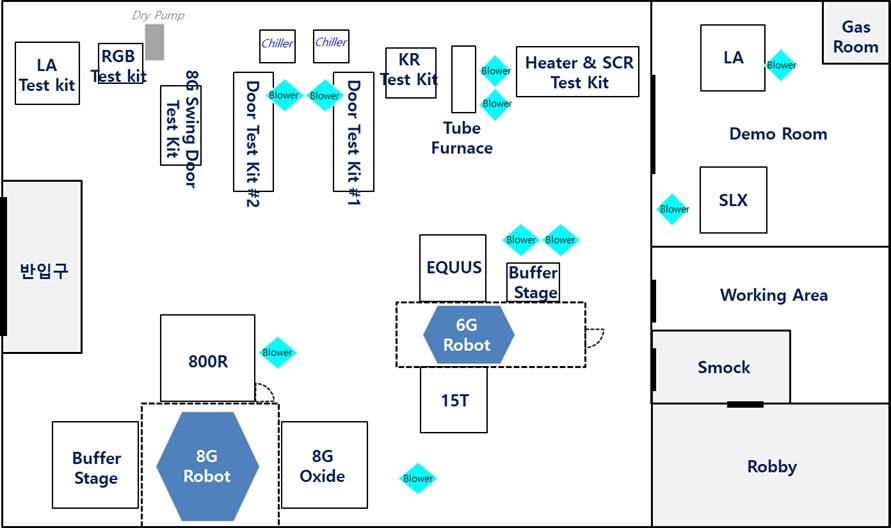 Dry Pump
Gas
Room
LA
Test kit
RGB
Test kit
Chiller
Chiller
KR
Test Kit
Heater & SCR
Test Kit
LA
Blower
Blower
Blower
Blower
Blower
8G Swing Door
Test Kit
Door Test Kit #2
Door Test Kit #1
Tube
Furnace
Demo Room
SLX
Blower
반입구
Blower
Blower
EQUUS
Buffer
Stage
Working Area
6G
Robot
800R
Blower
Smock
15T
Buffer
Stage
8G
Robot
8G
Oxide
Blower
Robby